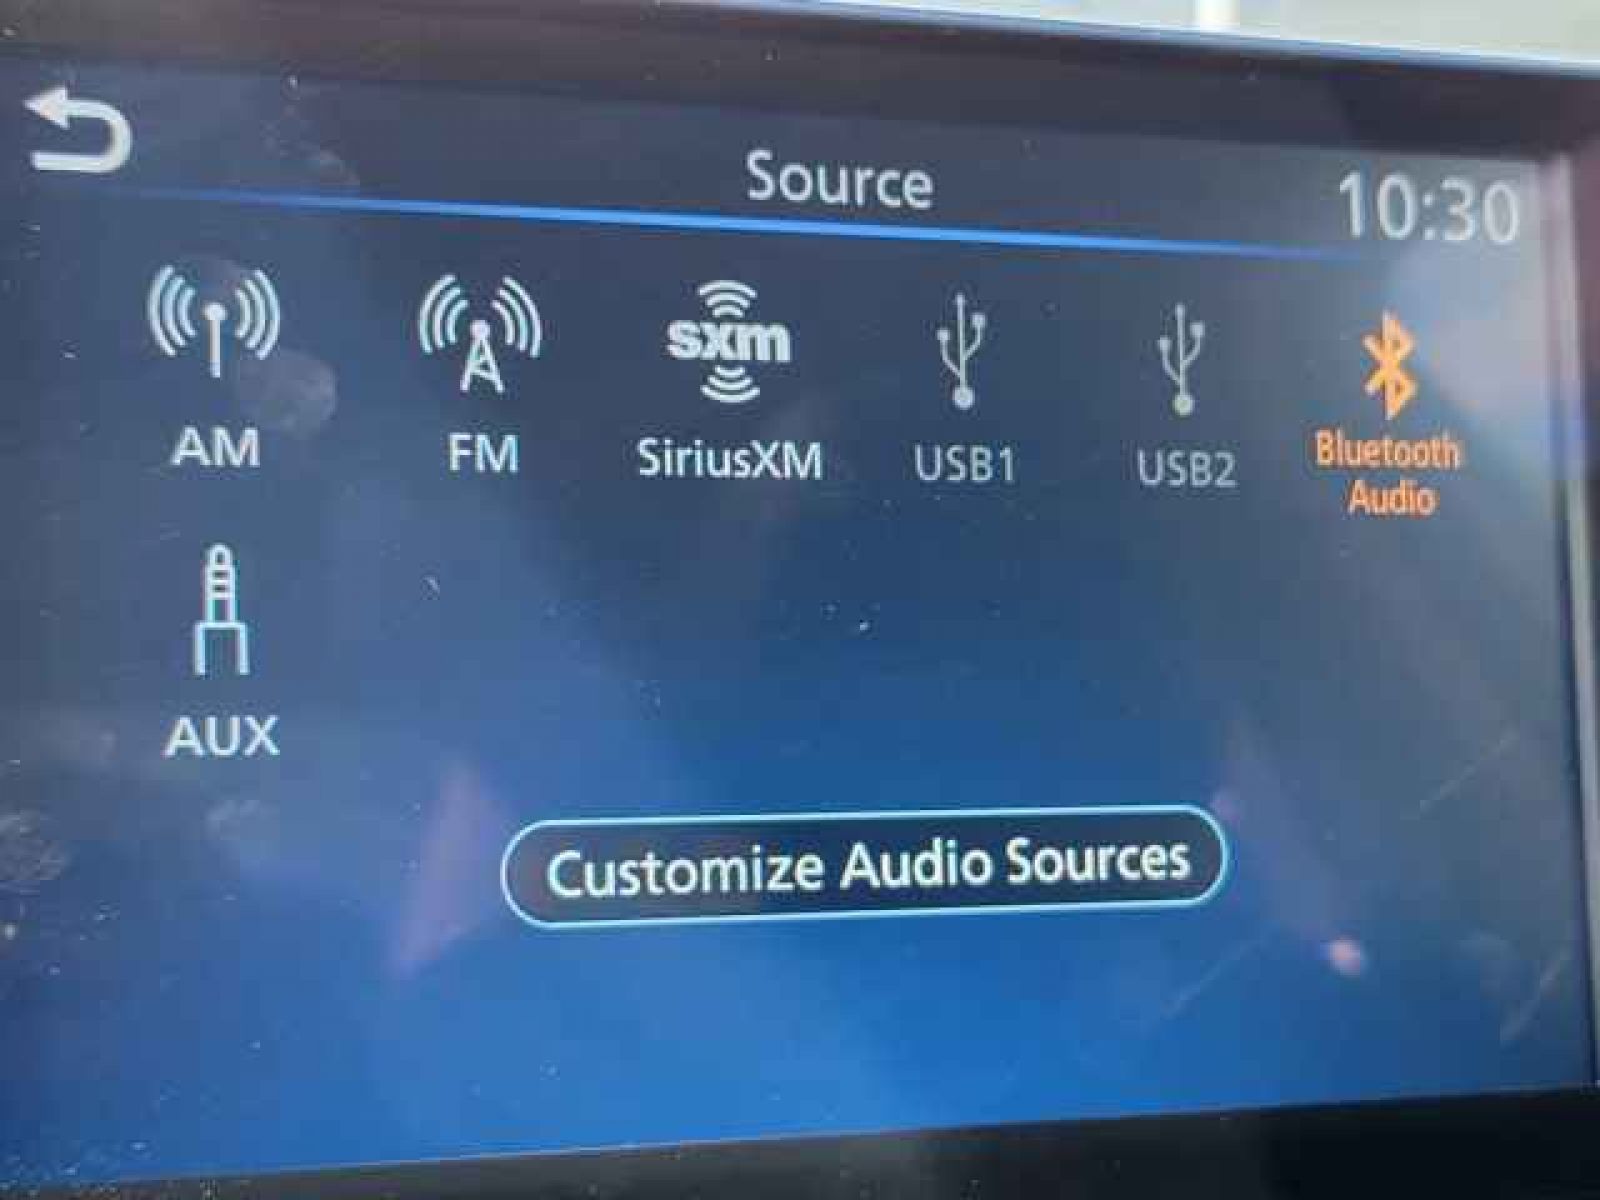 Source
10:30
sxm
AM
FM
SiriusXM
USB1
USB2
Bluetooth
Audio
AUX
Customize Audio Sources